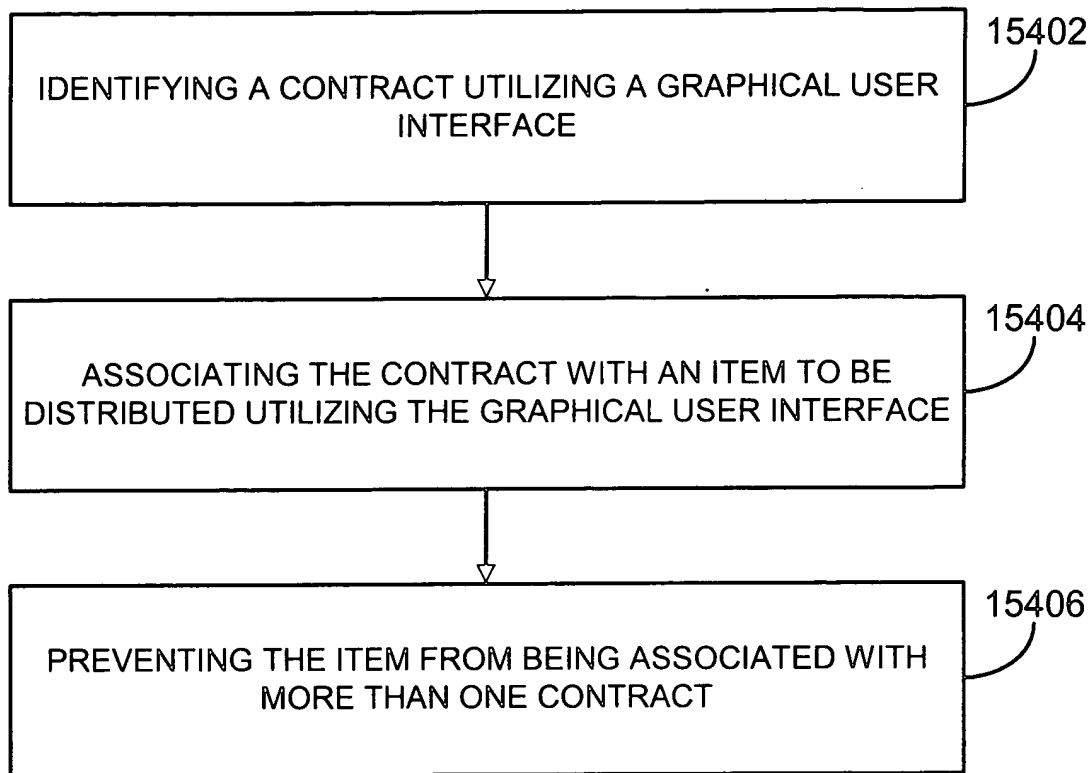 15402
IDENTIFYING A CONTRACT UTILIZING A GRAPHICAL USER
INTERFACE
15404
ASSOCIATING THE CONTRACT WITH AN ITEM TO BE
DISTRIBUTED UTILIZING THE GRAPHICAL USER INTERFACE
15406
PREVENTING THE ITEM FROM BEING ASSOCIATED WITH
MORE THAN ONE CONTRACT